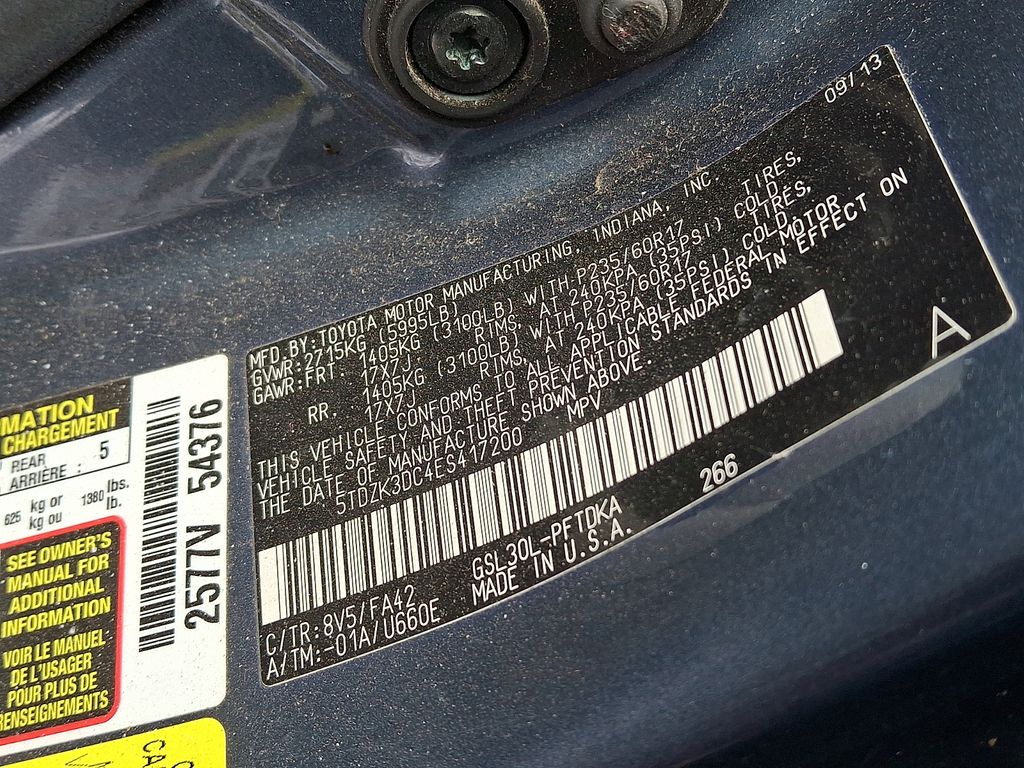 09/13
MFD.BY:TOYOTA MOTOR MANUFACTURING, INDIANA, INC.
GVWR:2715KG (5995LB)
GAWR:FRT. 1405KG (3100LB) WITH P235/60R17 TIRES,
17X7J RIMS, AT 240KPA (35PSI) COLD.
RR. 1405KG (3100LB) WITH P235/60R17 TIRES,
17X7J RIMS, AT 240KPA (35PSI) COLD.
THIS VEHICLE CONFORMS TO ALL APPLICABLE FEDERAL MOTOR
VEHICLE SAFETY AND THEFT PREVENTION STANDARDS IN EFFECT ON
THE DATE OF MANUFACTURE SHOWN ABOVE
5TDZK3DC4ES417200 MPV
A
C/TR:8V5/FA42 GSL30L-PFTDKA 266
A/TM:-01A/U660E MADE IN U.S.A.
MATION
CHARGEMENT
REAR
ARRIÈRE : 5
625 kg or 1380 lbs.
kg ou lb.
SEE OWNER'S
MANUAL FOR
ADDITIONAL
INFORMATION
VOIR LE MANUEL
DE L'USAGER
POUR PLUS DE
RENSEIGNEMENTS
2577N 54376